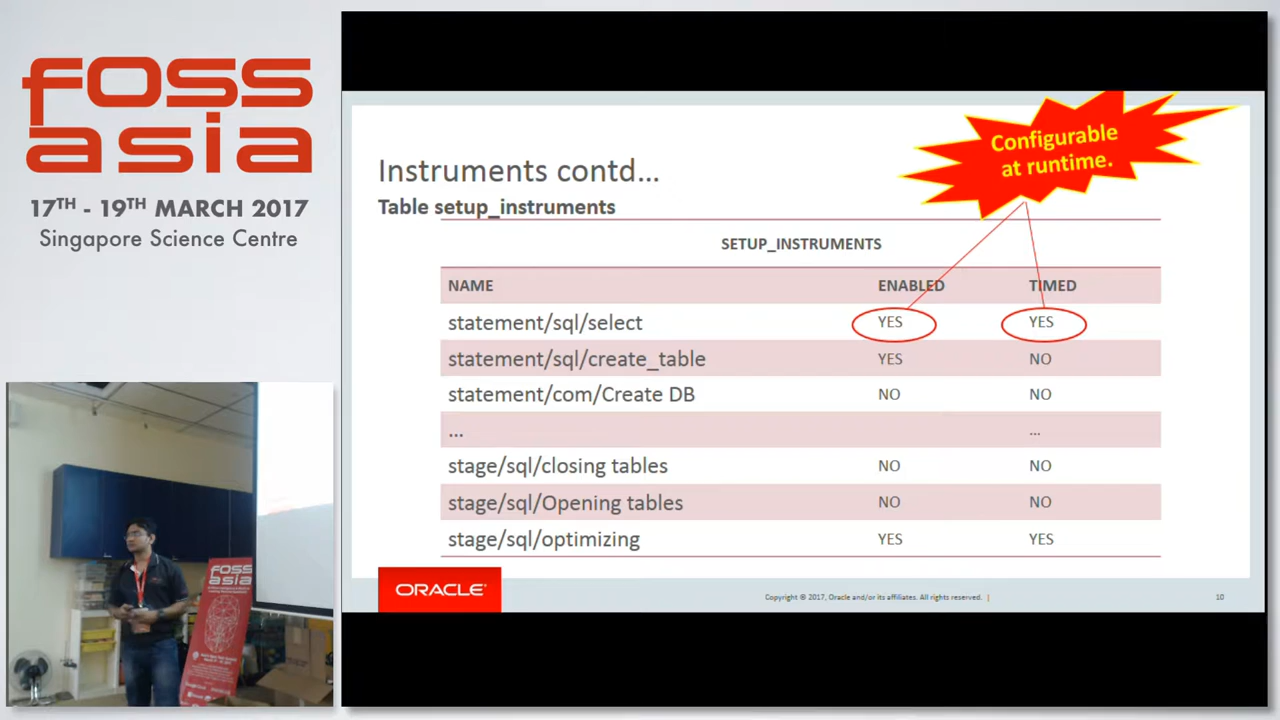 foss
asia
17TH - 19TH MARCH 2017
Singapore Science Centre
Configurable
at runtime.
Instruments contd...
Table setup_instruments
SETUP_INSTRUMENTS
NAME ENABLED TIMED
statement/sql/select YES YES
statement/sql/create_table YES NO
statement/com/Create DB NO NO
... ...
stage/sql/closing tables NO NO
stage/sql/Opening tables NO NO
stage/sql/optimizing YES YES
ORACLE®
Copyright © 2017, Oracle and/or its affiliates. All rights reserved. |
10
foss
asia